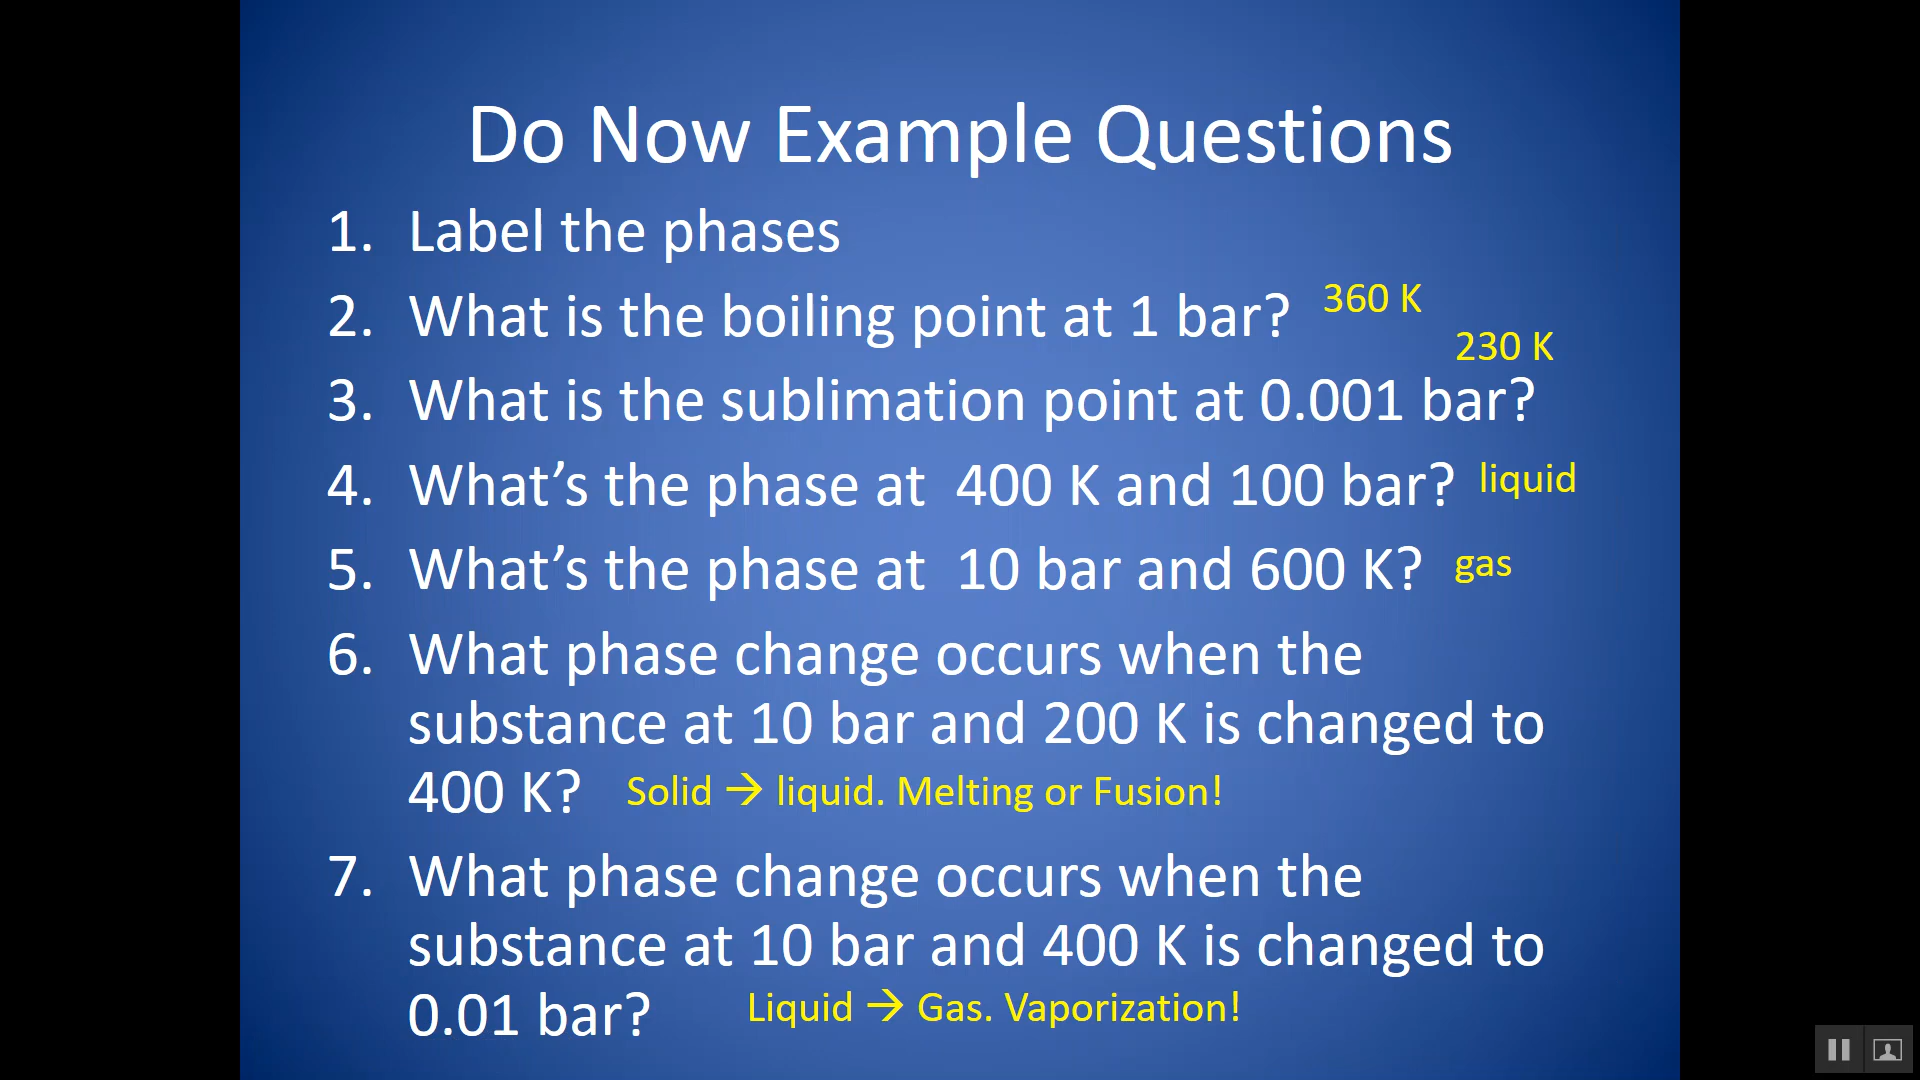 Do Now Example Questions
1. Label the phases
2. What is the boiling point at 1 bar? 360 K
230 K
3. What is the sublimation point at 0.001 bar?
4. What’s the phase at  400 K and 100 bar? liquid
5. What’s the phase at  10 bar and 600 K? gas
6. What phase change occurs when the
substance at 10 bar and 200 K is changed to
400 K? Solid → liquid. Melting or Fusion!
7. What phase change occurs when the
substance at 10 bar and 400 K is changed to
0.01 bar? Liquid → Gas. Vaporization!